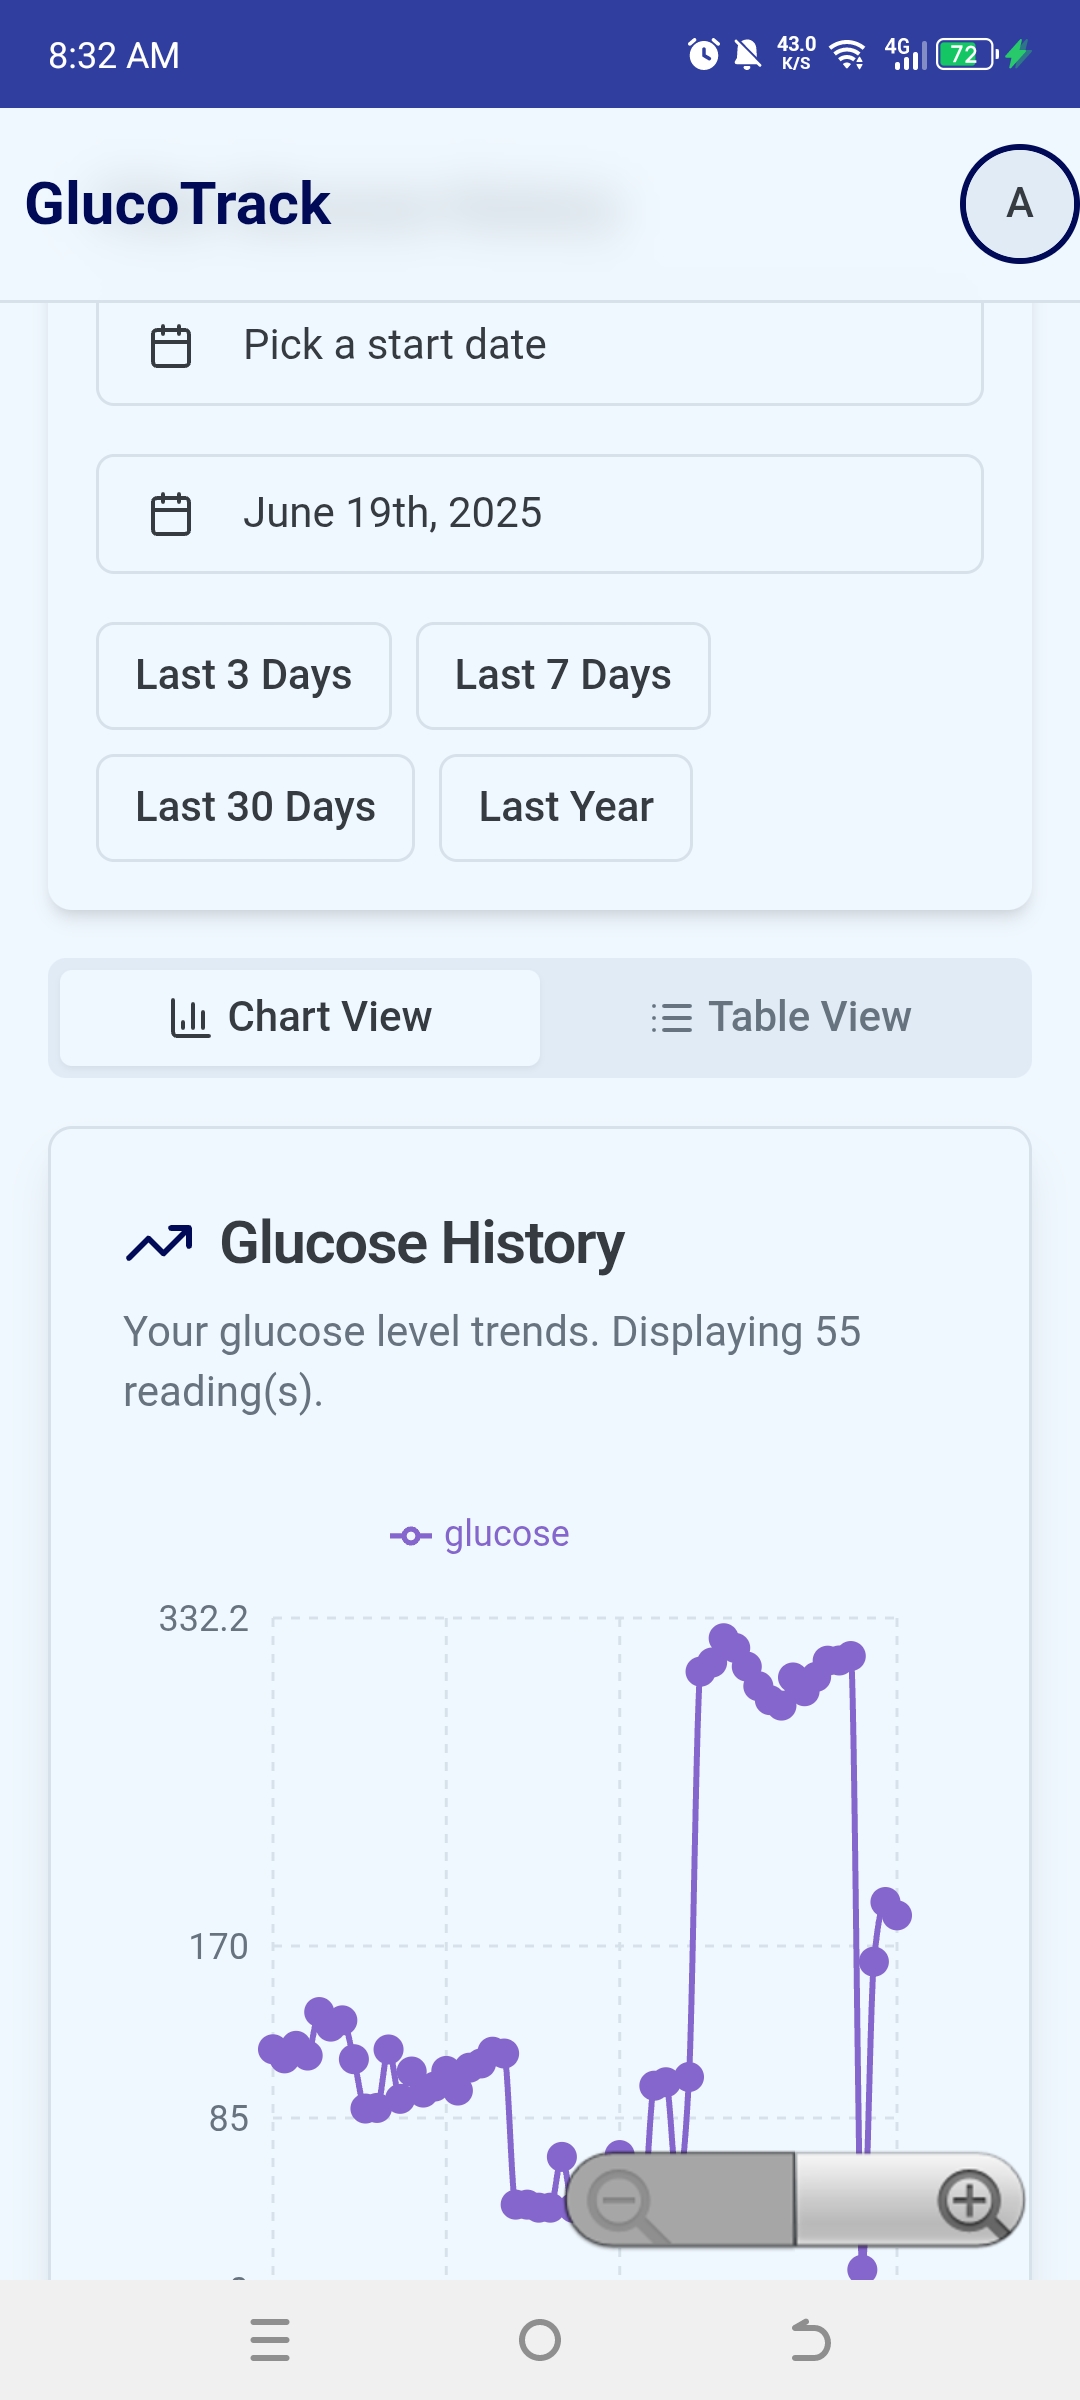 8:32 AM
43.0
K/S
4G
72
GlucoTrack
A
Pick a start date
June 19th, 2025
Last 3 Days
Last 7 Days
Last 30 Days
Last Year
Chart View
Table View
Glucose History
Your glucose level trends. Displaying 55
reading(s).
glucose
332.2
170
85